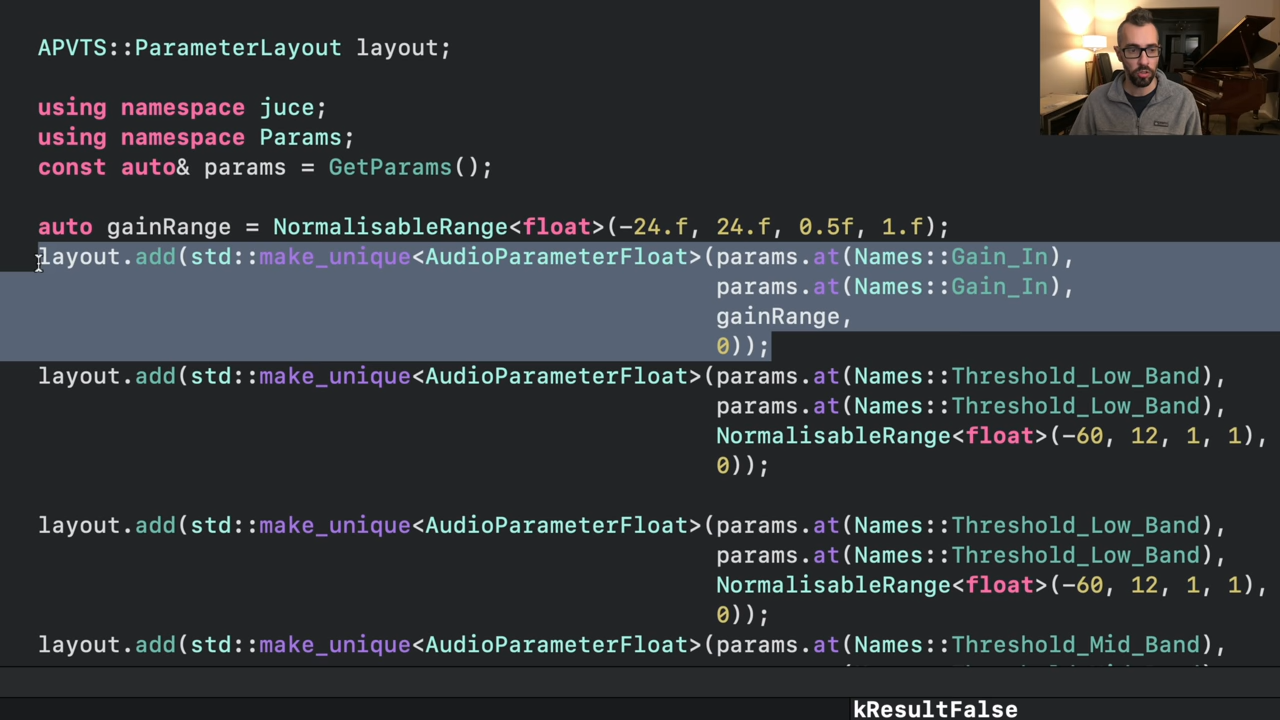 APVTS::ParameterLayout layout;
using namespace juce;
using namespace Params;
const auto& params = GetParams();
auto gainRange = NormalisableRange<float>(-24.f, 24.f, 0.5f, 1.f);
layout.add(std::make_unique<AudioParameterFloat>(params.at(Names::Gain_In),
params.at(Names::Gain_In),
gainRange,
0));
layout.add(std::make_unique<AudioParameterFloat>(params.at(Names::Threshold_Low_Band),
params.at(Names::Threshold_Low_Band),
NormalisableRange<float>(-60, 12, 1, 1),
0));
layout.add(std::make_unique<AudioParameterFloat>(params.at(Names::Threshold_Low_Band),
params.at(Names::Threshold_Low_Band),
NormalisableRange<float>(-60, 12, 1, 1),
0));
layout.add(std::make_unique<AudioParameterFloat>(params.at(Names::Threshold_Mid_Band),
kResultFalse